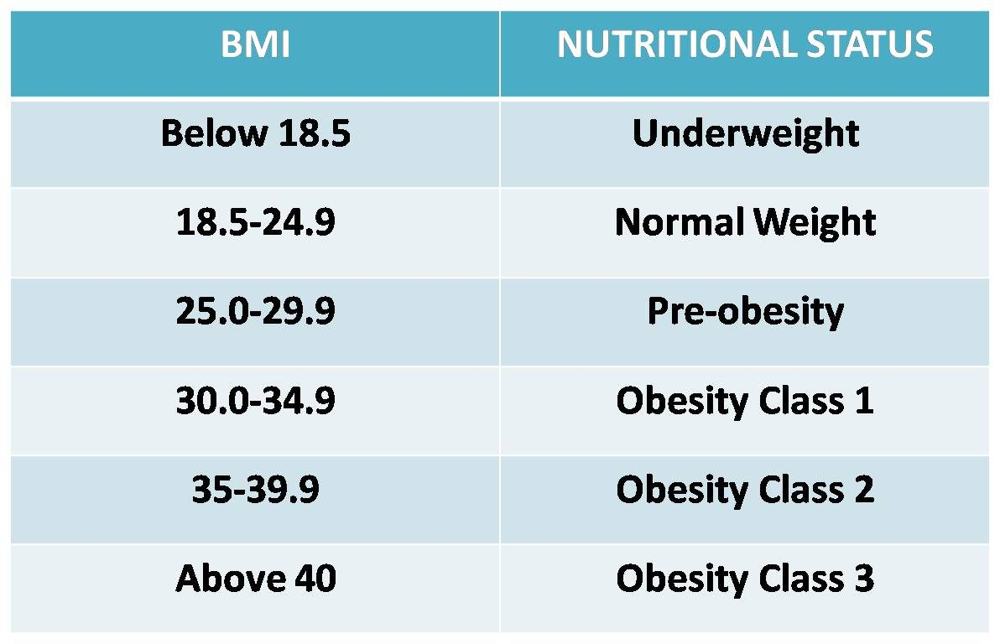 BMI NUTRITIONAL STATUS
Below 18.5 Underweight
18.5-24.9 Normal Weight
25.0-29.9 Pre-obesity
30.0-34.9 Obesity Class 1
35-39.9 Obesity Class 2
Above 40 Obesity Class 3